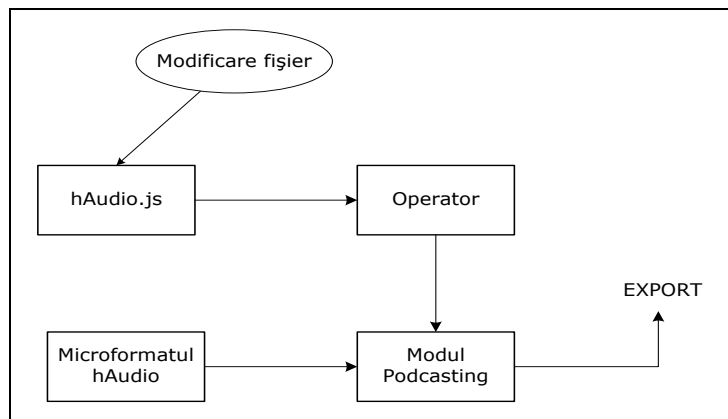 Modificare fişier
hAudio.js
Operator
EXPORT
Microformatul
hAudio
Modul
Podcasting